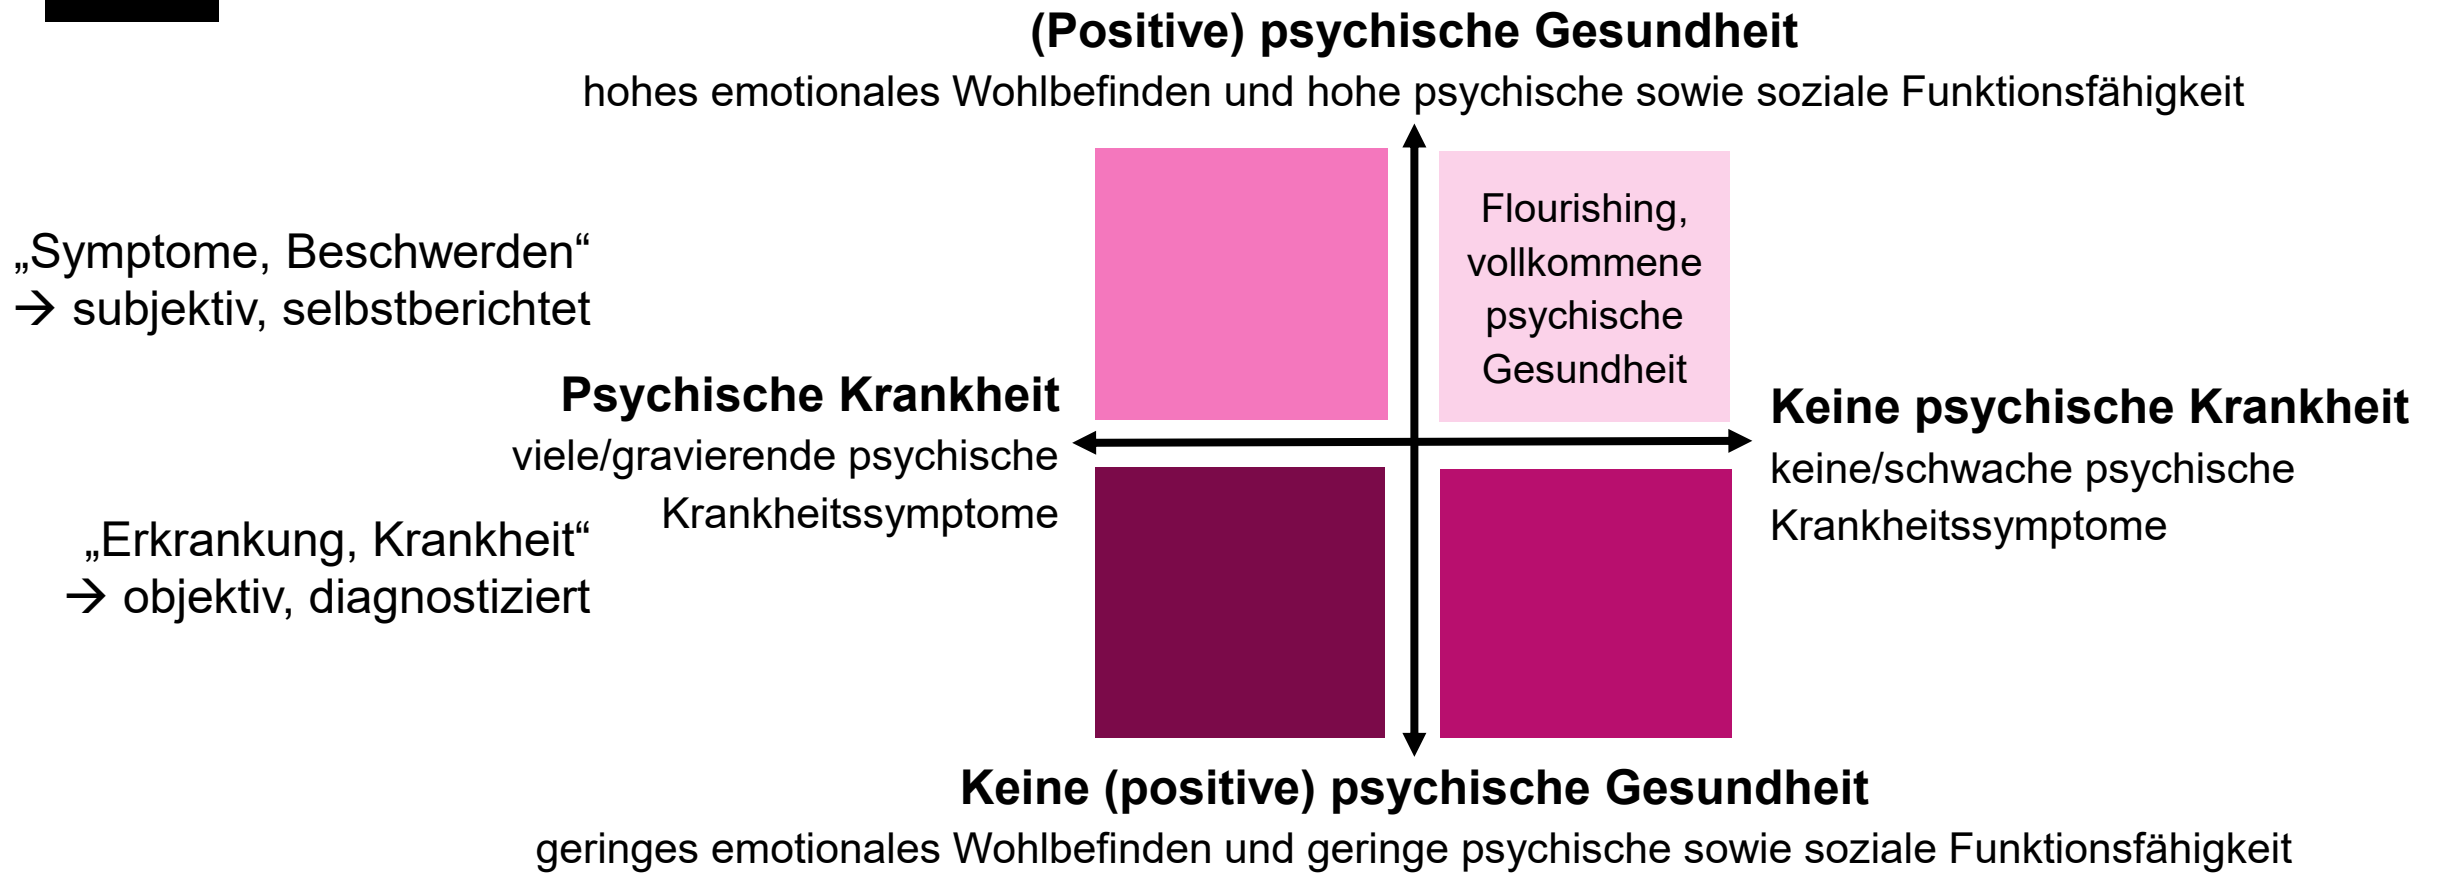 (Positive) psychische Gesundheit
hohes emotionales Wohlbefinden und hohe psychische sowie soziale Funktionsfähigkeit
„Symptome, Beschwerden“
→ subjektiv, selbstberichtet
Flourishing,
vollkommene
psychische
Gesundheit
Psychische Krankheit
viele/gravierende psychische
Krankheitssymptome
Keine psychische Krankheit
keine/schwache psychische
Krankheitssymptome
„Erkrankung, Krankheit“
→ objektiv, diagnostiziert
Keine (positive) psychische Gesundheit
geringes emotionales Wohlbefinden und geringe psychische sowie soziale Funktionsfähigkeit